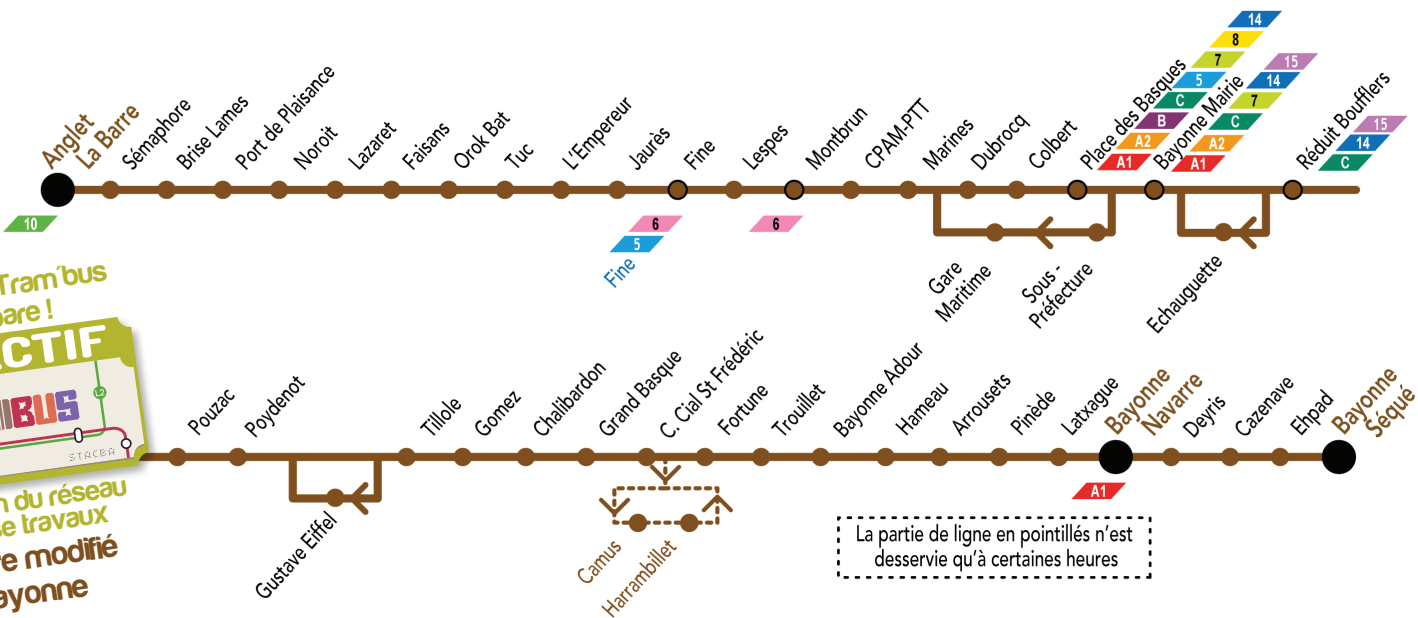 Anglet
La Barre
Sémaphore
Brise Lames
Port de Plaisance
Noroit
Lazaret
Faisans
Orok Bat
Tuc
L'Empereur
Jaurès
Fine
Lespes
Montbrun
CPAM-PTT
Marines
Dubrocq
Colbert
Place des Basques
A1
A2
B
C
5
7
8
14
Bayonne Mairie
A1
A2
C
7
14
15
Réduit Boufflers
C
14
15
10
6
5
Fine
6
Gare
Maritime
Sous -
Préfecture
Echauguette
Tram'bus
pare !
CTIF
BUS
L2
STACBA
n du réseau
se travaux
re modifié
ayonne
Pouzac
Poydenot
Gustave Eiffel
Tillole
Gomez
Chalibardon
Grand Basque
C. Cial St Frédéric
Camus
Harrambillet
Fortune
Trouillet
Bayonne Adour
Hameau
Arrousets
Pinède
Latxague
Bayonne
Navarre
A1
Deyris
Cazenave
Ehpad
Bayonne
Séqué
La partie de ligne en pointillés n'est
desservie qu'à certaines heures